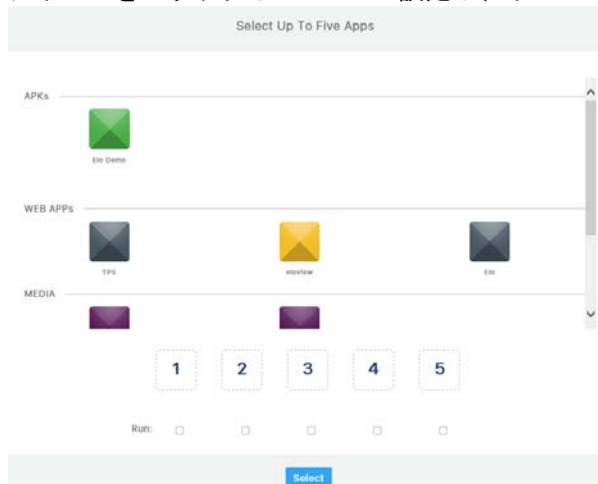 Select Up To Five Apps
APKs
Elo Demo
WEB APPs
TPS
eloview
Elo
MEDIA
1 2 3 4 5
Run:
Select